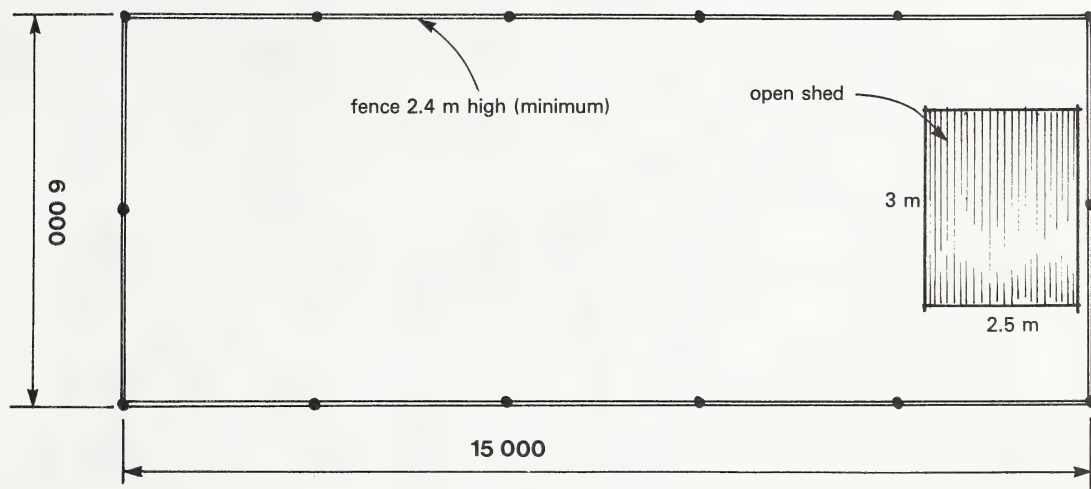 fence 2.4 m high (minimum)
open shed
6 000
3 m
2.5 m
15 000